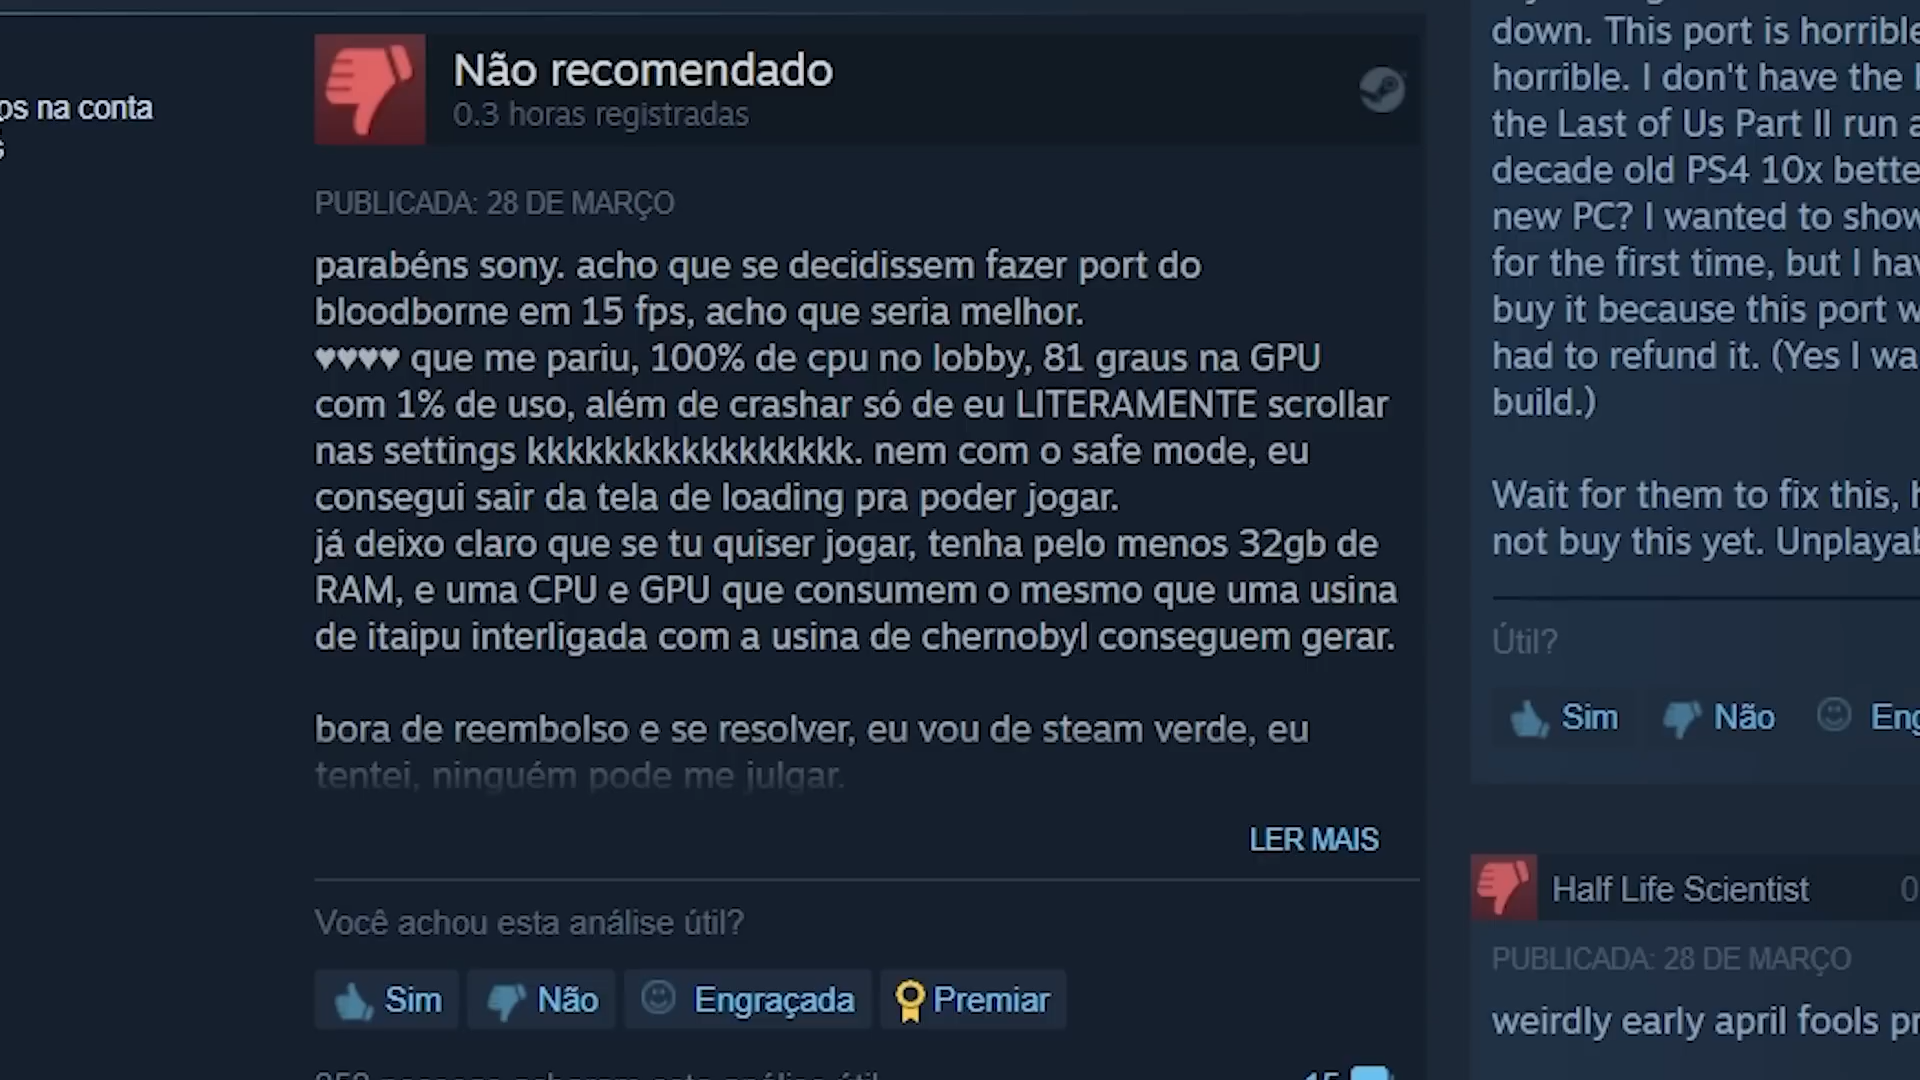 na conta
Não recomendado
0.3 horas registradas
PUBLICADA: 28 DE MARÇO
parabéns sony. acho que se decidissem fazer port do
bloodborne em 15 fps, acho que seria melhor.
♥♥♥♥ que me pariu, 100% de cpu no lobby, 81 graus na GPU
com 1% de uso, além de crashar só de eu LITERAMENTE scrollar
nas settings kkkkkkkkkkkkkkkkk. nem com o safe mode, eu
consegui sair da tela de loading pra poder jogar.
já deixo claro que se tu quiser jogar, tenha pelo menos 32gb de
RAM, e uma CPU e GPU que consumem o mesmo que uma usina
de itaipu interligada com a usina de chernobyl conseguem gerar.
bora de reembolso e se resolver, eu vou de steam verde, eu
tentei, ninguém pode me julgar.
LER MAIS
Você achou esta análise útil?
Sim
Não
Engraçada
Premiar
down. This port is horrible
horrible. I don't have the
the Last of Us Part II run
decade old PS4 10x
new PC? I wanted to show
for the first time, but I
buy it because this port
had to refund it. (Yes I
build.)
Wait for them to fix this,
not buy this yet.
Útil?
Sim
Não
Half Life Scientist
PUBLICADA: 28 DE MARÇO
weirdly early april fools